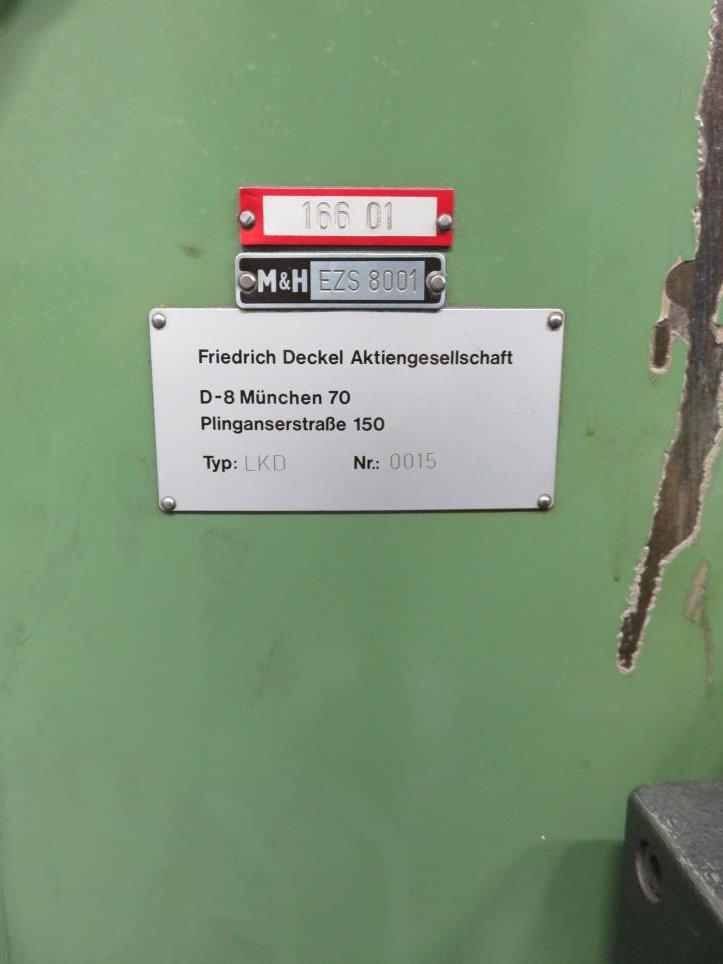 166 01
M&H EZS 8001
Friedrich Deckel Aktiengesellschaft
D-8 München 70
Plinganserstraße 150
Typ: LKD Nr.: 0015